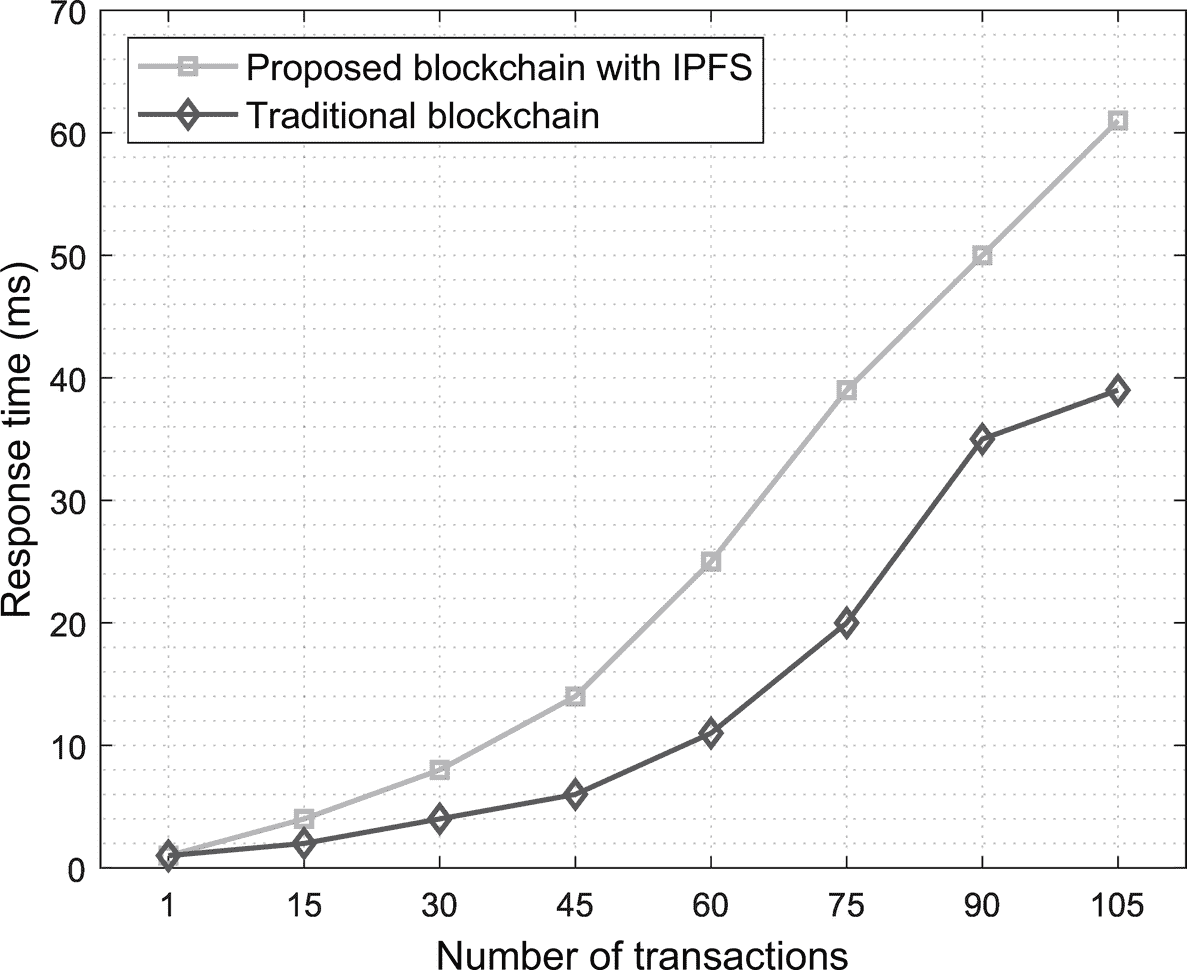 70
60
50
40
30
20
10
0
Response time (ms)
Proposed blockchain with IPFS
Traditional blockchain
1 15 30 45 60 75 90 105
Number of transactions